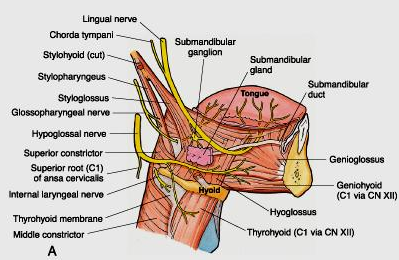 Lingual nerve
Chorda tympani
Stylohyoid (cut)
Stylopharyngeus
Styloglossus
Glossopharyngeal nerve
Hypoglossal nerve
Superior constrictor
Superior root (C1)
of ansa cervicalis
Internal laryngeal nerve
Thyrohyoid membrane
Middle constrictor
A
Submandibular
ganglion
Submandibular
gland
Tongue
Submandibular
duct
Genioglossus
Geniohyoid
(C1 via CN XII)
Hyoid
Hyoglossus
Thyrohyoid (C1 via CN XII)